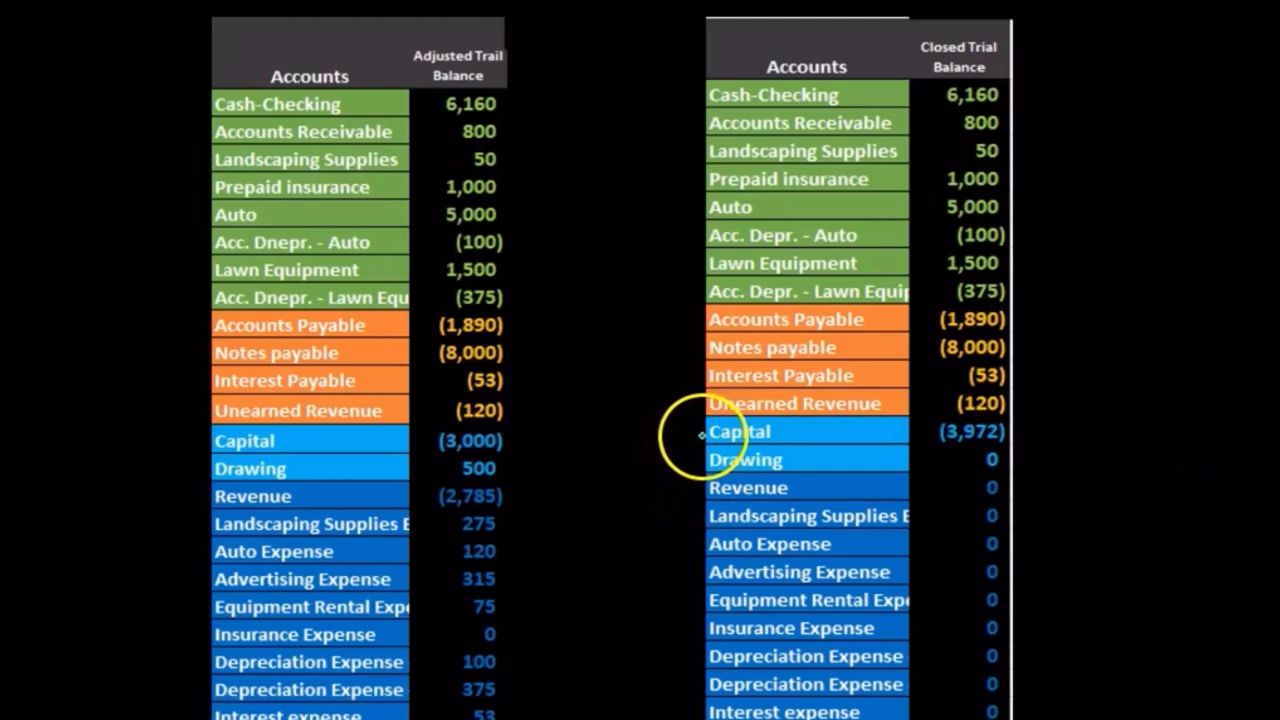 Accounts Adjusted Trail Balance
Cash-Checking 6,160
Accounts Receivable 800
Landscaping Supplies 50
Prepaid insurance 1,000
Auto 5,000
Acc. Dnepr. - Auto (100)
Lawn Equipment 1,500
Acc. Dnepr. - Lawn Equ (375)
Accounts Payable (1,890)
Notes payable (8,000)
Interest Payable (53)
Unearned Revenue (120)
Capital (3,000)
Drawing 500
Revenue (2,785)
Landscaping Supplies E 275
Auto Expense 120
Advertising Expense 315
Equipment Rental Expe 75
Insurance Expense 0
Depreciation Expense 100
Depreciation Expense 375
Interest expense 53
Accounts Closed Trial Balance
Cash-Checking 6,160
Accounts Receivable 800
Landscaping Supplies 50
Prepaid insurance 1,000
Auto 5,000
Acc. Depr. - Auto (100)
Lawn Equipment 1,500
Acc. Depr. - Lawn Equip (375)
Accounts Payable (1,890)
Notes payable (8,000)
Interest Payable (53)
Unearned Revenue (120)
Capital (3,972)
Drawing 0
Revenue 0
Landscaping Supplies E 0
Auto Expense 0
Advertising Expense 0
Equipment Rental Expe 0
Insurance Expense 0
Depreciation Expense 0
Depreciation Expense 0
Interest expense 0